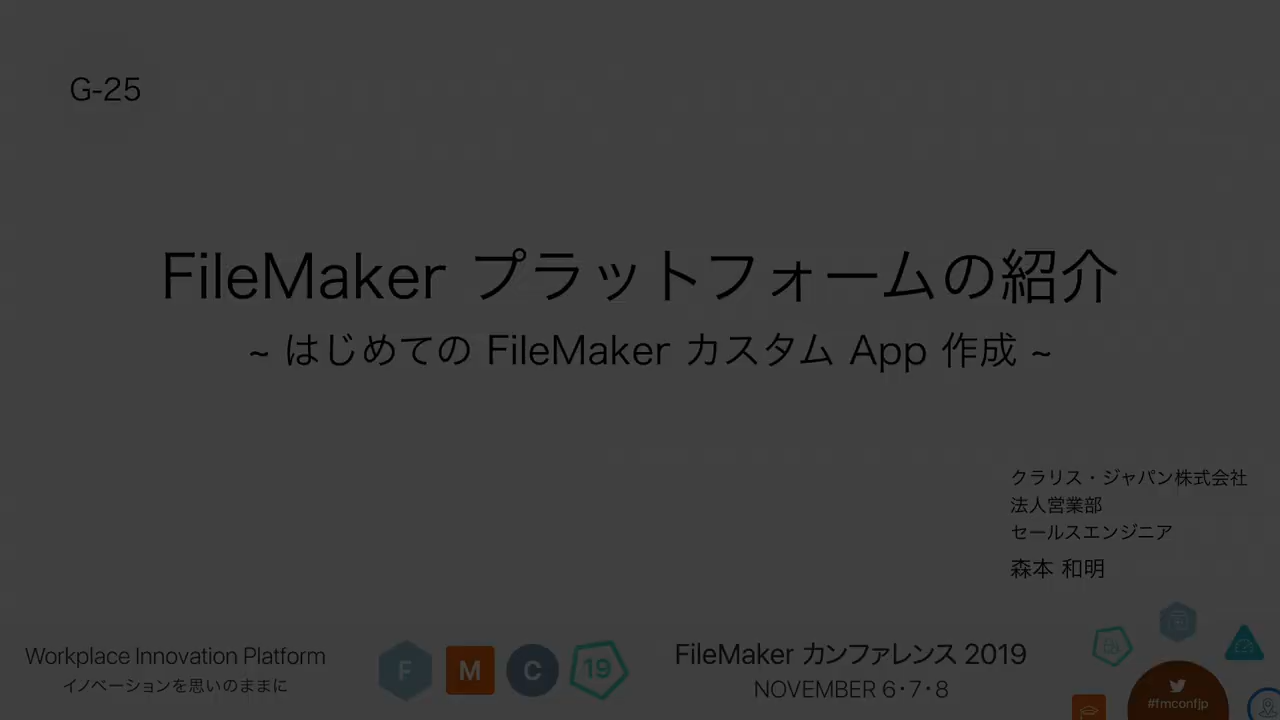 G-25
FileMaker プラットフォームの紹介
~ はじめての FileMaker カスタム App 作成 ~
クラリス・ジャパン株式会社
法人営業部
セールスエンジニア
森本 和明
Workplace Innovation Platform
イノベーションを思いのままに
F M C 19
FileMaker カンファレンス 2019
NOVEMBER 6・7・8
#fmconfjp